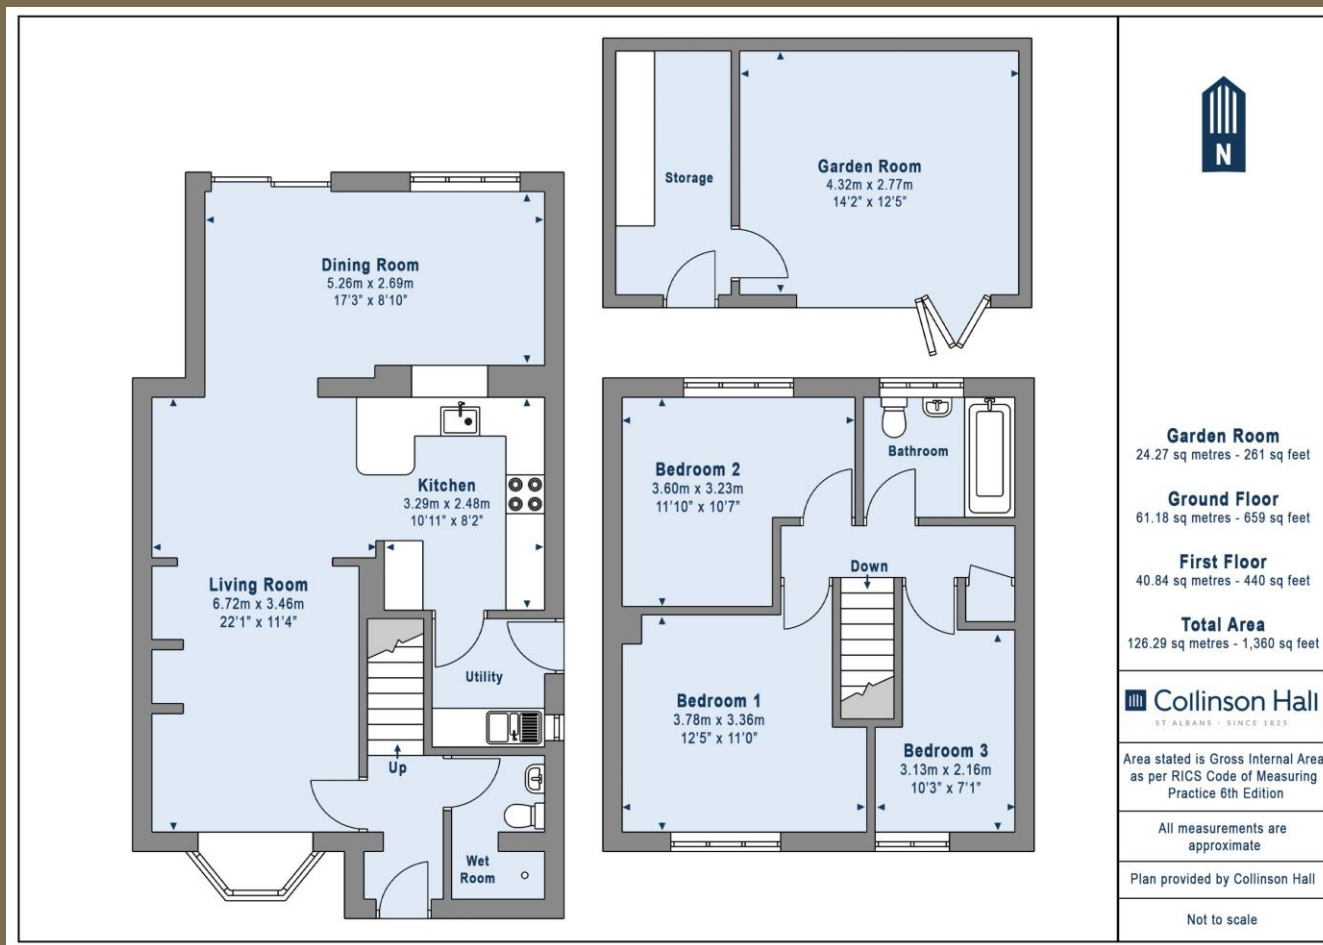 Storage
Garden Room
4.32m x 2.77m
14'2" x 12'5"
N
Dining Room
5.26m x 2.69m
17'3" x 8'10"
Kitchen
3.29m x 2.48m
10'11" x 8'2"
Living Room
6.72m x 3.46m
22'1" x 11'4"
Utility
Up
Wet
Room
Bedroom 2
3.60m x 3.23m
11'10" x 10'7"
Bathroom
Down
Bedroom 1
3.78m x 3.36m
12'5" x 11'0"
Bedroom 3
3.13m x 2.16m
10'3" x 7'1"
Garden Room
24.27 sq metres - 261 sq feet
Ground Floor
61.18 sq metres - 659 sq feet
First Floor
40.84 sq metres - 440 sq feet
Total Area
126.29 sq metres - 1,360 sq feet
Collinson Hall
ST ALBANS - SINCE 1825
Area stated is Gross Internal Area
as per RICS Code of Measuring
Practice 6th Edition
All measurements are
approximate
Plan provided by Collinson Hall
Not to scale